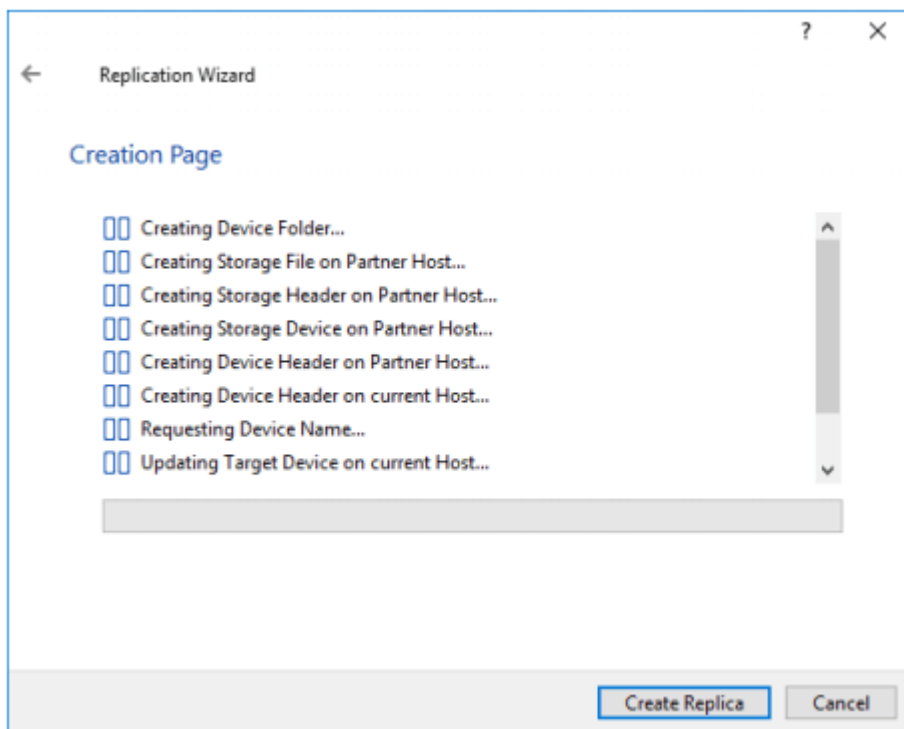 ?
Replication Wizard
Creation Page
Creating Device Folder...
Creating Storage File on Partner Host...
Creating Storage Header on Partner Host...
Creating Storage Device on Partner Host...
Creating Device Header on Partner Host...
Creating Device Header on current Host...
Requesting Device Name...
Updating Target Device on current Host...
Create Replica
Cancel